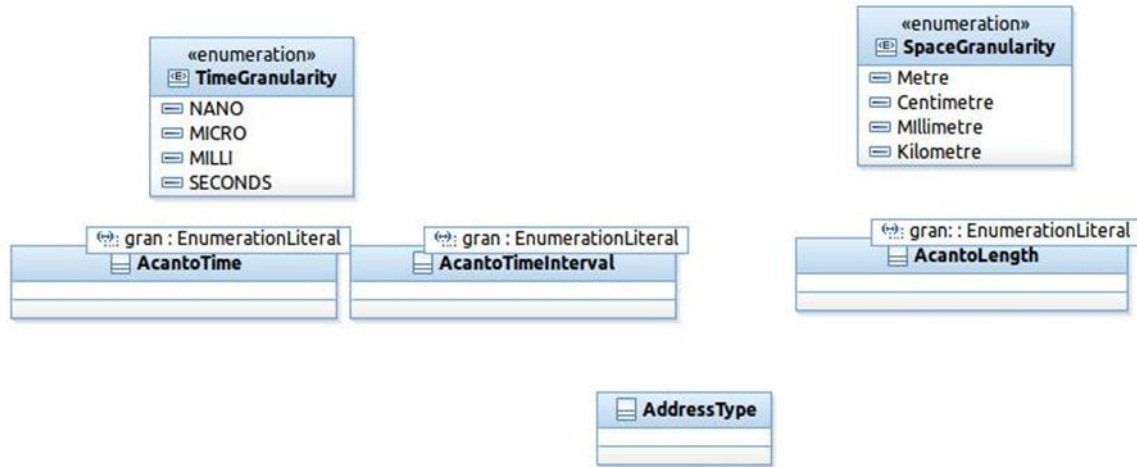 «enumeration»
TimeGranularity
NANO
MICRO
MILLI
SECONDS
«enumeration»
SpaceGranularity
Metre
Centimetre
MIllimetre
Kilometre
gran : EnumerationLiteral
AcantoTime
gran : EnumerationLiteral
AcantoTimeInterval
gran: : EnumerationLiteral
AcantoLength
AddressType